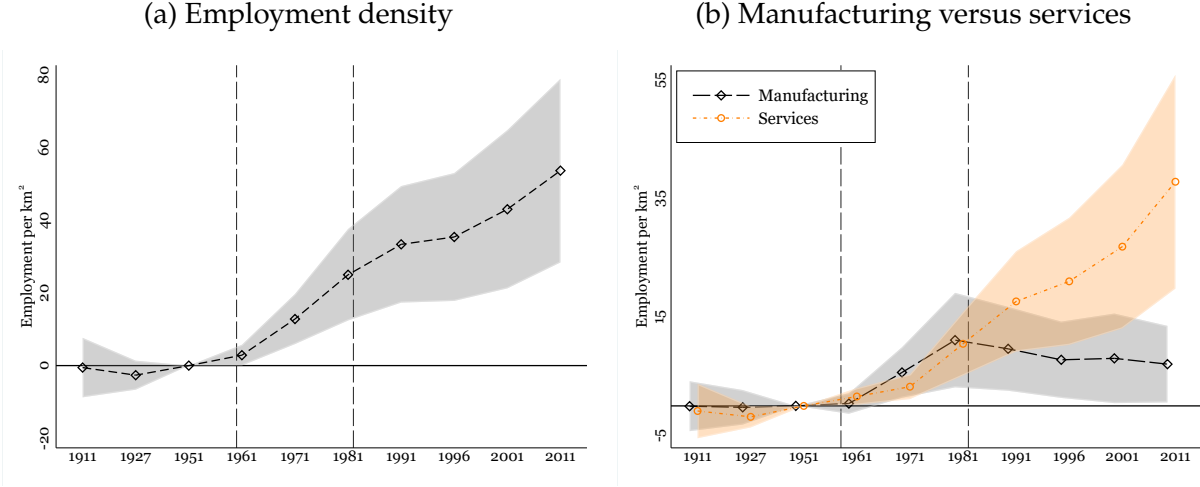 (a) Employment density
Employment per km²
80
60
40
20
0
-20
1911 1927 1951 1961 1971 1981 1991 1996 2001 2011
(b) Manufacturing versus services
Employment per km²
55
35
15
-5
Manufacturing
Services
1911 1927 1951 1961 1971 1981 1991 1996 2001 2011